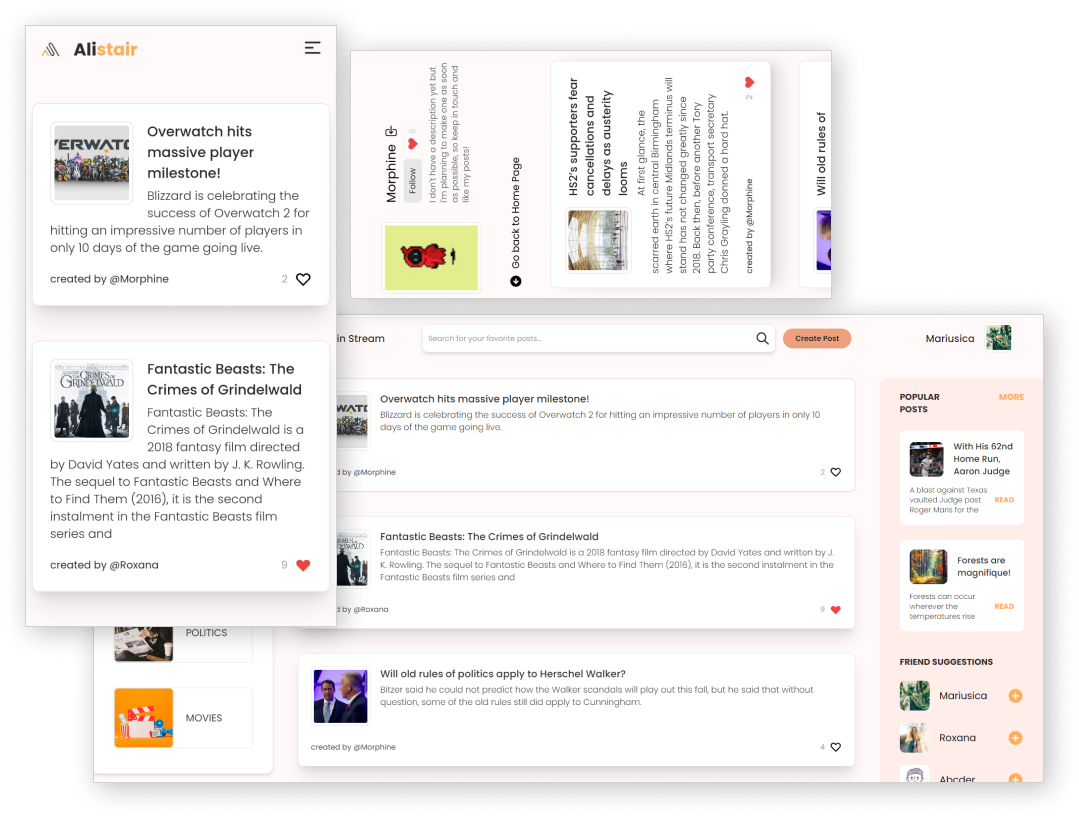 Alistair
Overwatch hits
massive player
milestone!
Blizzard is celebrating the
success of Overwatch 2 for
hitting an impressive number of players in
only 10 days of the game going live.
created by @Morphine
2
Fantastic Beasts: The
Crimes of Grindelwald
Fantastic Beasts: The
Crimes of Grindelwald is a
2018 fantasy film directed
by David Yates and written by J. K. Rowling.
The sequel to Fantastic Beasts and Where
to Find Them (2016), it is the second
instalment in the Fantastic Beasts film
series and
created by @Roxana
9
Morphine
Follow
8
I don't have a description yet but
I'm planning to make one as soon
as possible, so keep in touch and
like my posts!
Go back to Home Page
HS2's supporters fear
cancellations and
delays as austerity
looms
At first glance, the
scarred earth in central Birmingham
where HS2's future Midlands terminus will
stand has not changed greatly since
2018. Back then, before another Tory
party conference, transport secretary
Chris Grayling donned a hard hat.
created by @Morphine
2
Will old rules of
in Stream
Search for your favorite posts...
Create Post
Mariusica
Overwatch hits massive player milestone!
Blizzard is celebrating the success of Overwatch 2 for hitting an impressive number of players in only 10
days of the game going live.
d by @Morphine
2
Fantastic Beasts: The Crimes of Grindelwald
Fantastic Beasts: The Crimes of Grindelwald is a 2018 fantasy film directed by David Yates and written by J.
K. Rowling. The sequel to Fantastic Beasts and Where to Find Them (2016), it is the second instalment in the
Fantastic Beasts film series and
d by @Roxana
9
Will old rules of politics apply to Herschel Walker?
Bitzer said he could not predict how the Walker scandals will play out this fall, but he said that without
question, some of the old rules still did apply to Cunningham.
created by @Morphine
4
POLITICS
MOVIES
POPULAR
POSTS
MORE
With His 62nd
Home Run,
Aaron Judge
A blast against Texas
vaulted Judge past
Roger Maris for the
READ
Forests are
magnifique!
Forests can occur
wherever the
temperatures rise
READ
FRIEND SUGGESTIONS
Mariusica
Roxana
Abcder